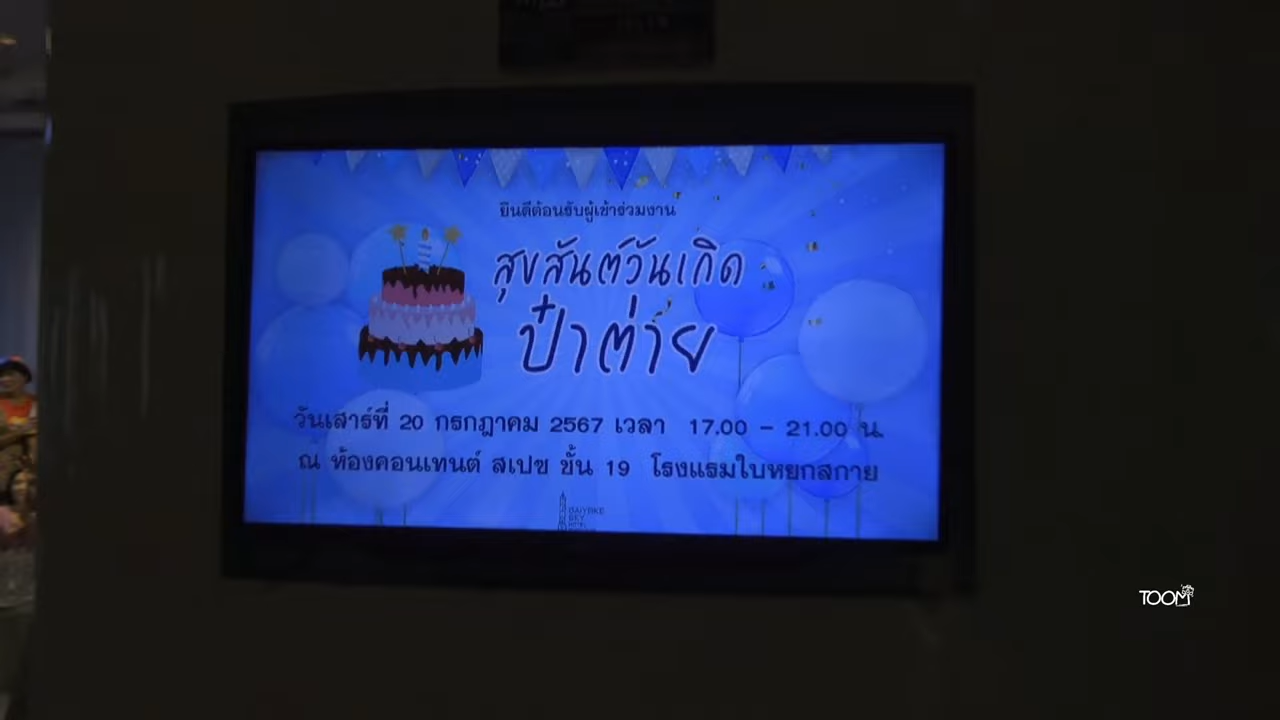 ยินดีต้อนรับผู้เข้าร่วมงาน
สุขสันต์วันเกิด
ป๋าต่าย
วันเสาร์ที่ 20 กรกฎาคม 2567 เวลา 17.00 - 21.00 น.
ณ ห้องคอนเทนต์ สเปซ ชั้น 19 โรงแรมใบหยกสกาย
BAIYOKE
SKY
HOTEL
TOOM